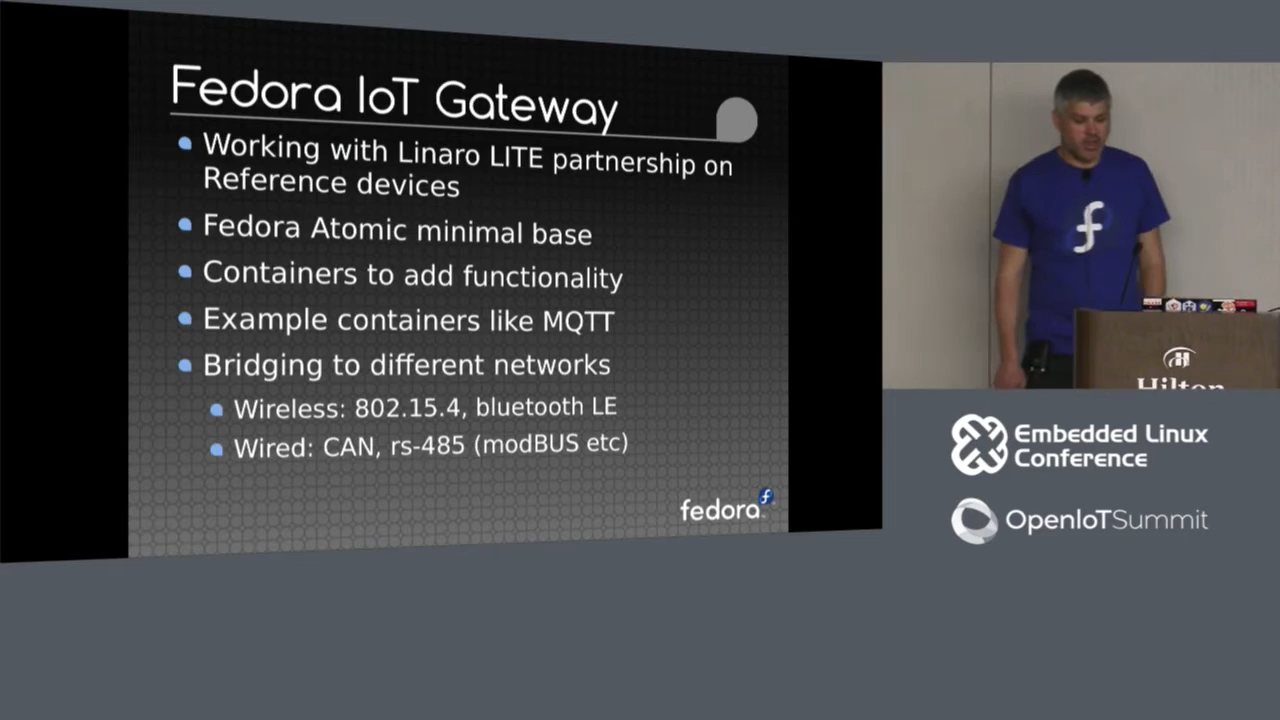 Fedora IoT Gateway
Working with Linaro LITE partnership on
Reference devices
Fedora Atomic minimal base
Containers to add functionality
Example containers like MQTT
Bridging to different networks
Wireless: 802.15.4, bluetooth LE
Wired: CAN, rs-485 (modBUS etc)
fedora
Hilton
Embedded Linux
Conference
OpenIoTSummit